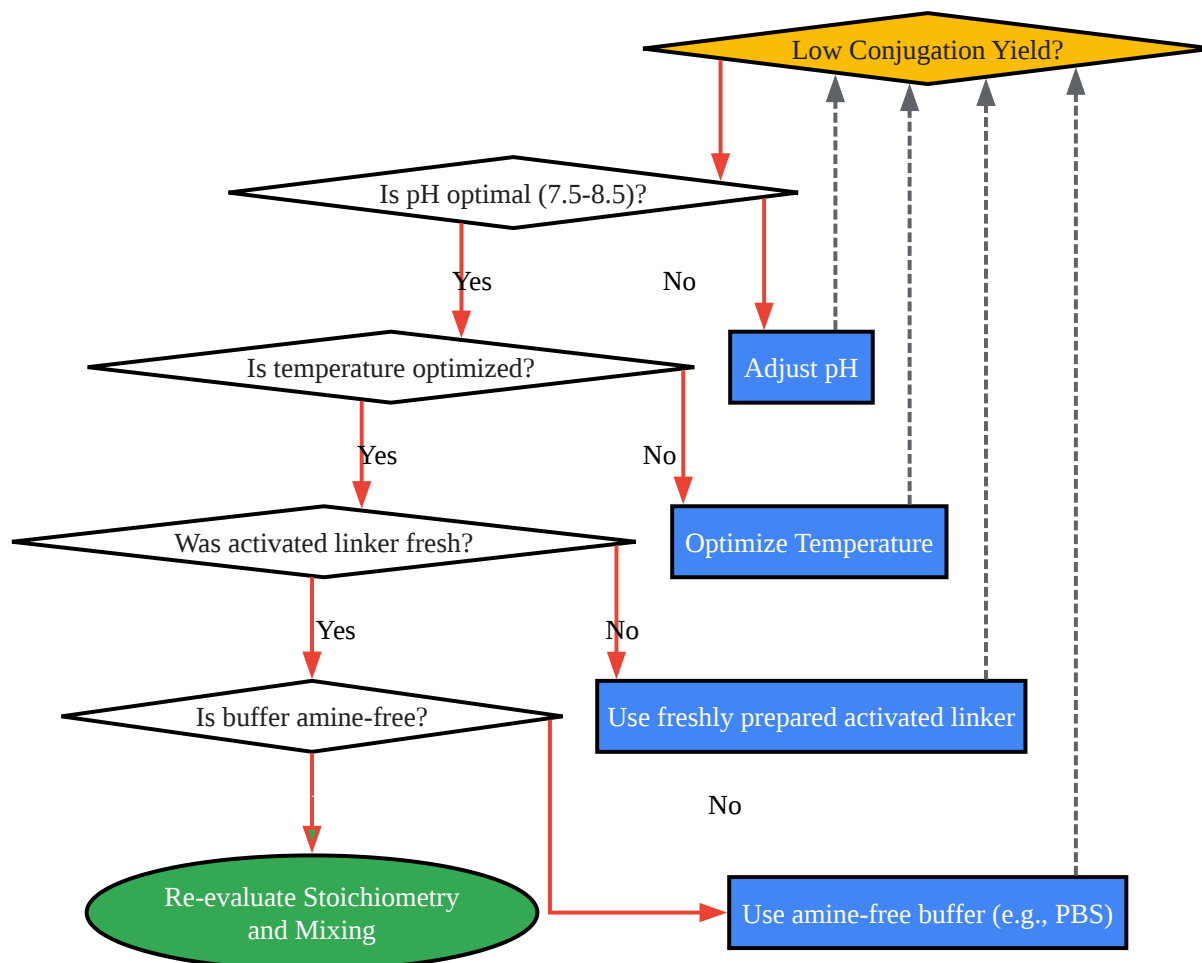 Low Conjugation Yield?
Is pH optimal (7.5-8.5)?
Yes
No
Is temperature optimized?
Adjust pH
Yes
No
Was activated linker fresh?
Optimize Temperature
Yes
No
Is buffer amine-free?
Use freshly prepared activated linker
No
Re-evaluate Stoichiometry
and Mixing
Use amine-free buffer (e.g., PBS)